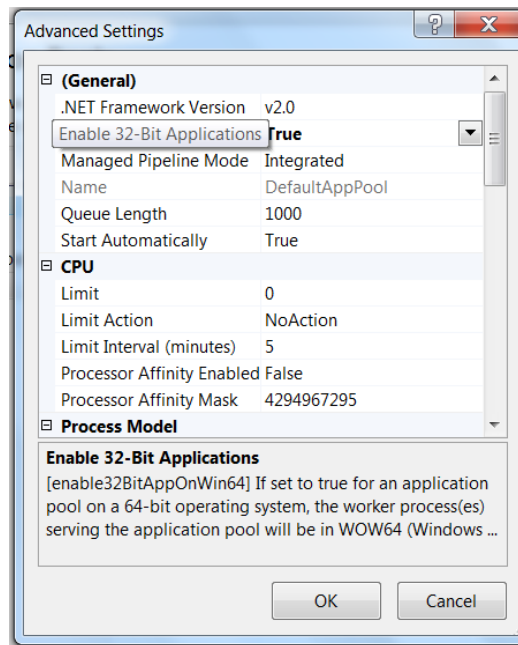 Advanced Settings
(General)
.NET Framework Version v2.0
Enable 32-Bit Applications True
Managed Pipeline Mode Integrated
Name DefaultAppPool
Queue Length 1000
Start Automatically True
CPU
Limit 0
Limit Action NoAction
Limit Interval (minutes) 5
Processor Affinity Enabled False
Processor Affinity Mask 4294967295
Process Model
Enable 32-Bit Applications
[enable32BitAppOnWin64] If set to true for an application
pool on a 64-bit operating system, the worker process(es)
serving the application pool will be in WOW64 (Windows ...
OK Cancel